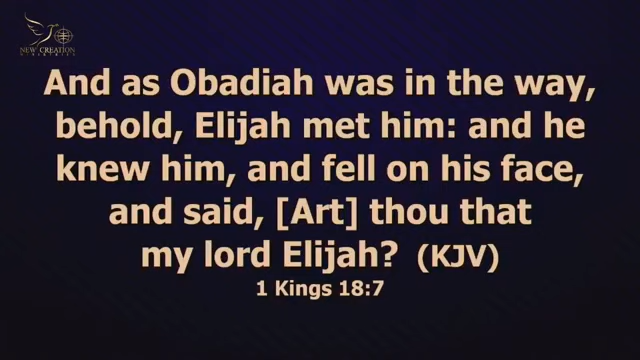 NEW CREATION
MINISTRIES
And as Obadiah was in the way,
behold, Elijah met him: and he
knew him, and fell on his face,
and said, [Art] thou that
my lord Elijah? (KJV)
1 Kings 18:7